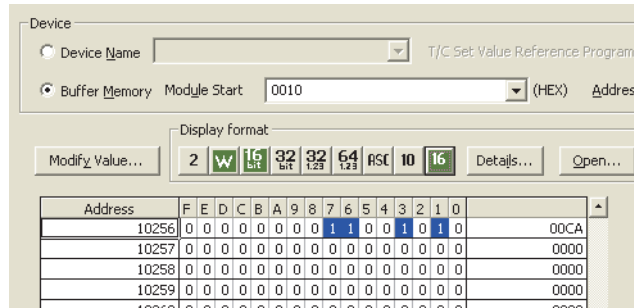 Device
Device Name
T/C Set Value Reference Program
Buffer Memory Module Start 0010 (HEX) Addres
Display format
Modify Value... 2 W 16 bit 32 bit 32 1.23 64 1.23 ASC 10 16 Details... Open...
Address F E D C B A 9 8 7 6 5 4 3 2 1 0
10256 0 0 0 0 0 0 0 0 1 1 0 0 1 0 1 0 00CA
10257 0 0 0 0 0 0 0 0 0 0 0 0 0 0 0 0 0000
10258 0 0 0 0 0 0 0 0 0 0 0 0 0 0 0 0 0000
10259 0 0 0 0 0 0 0 0 0 0 0 0 0 0 0 0 0000